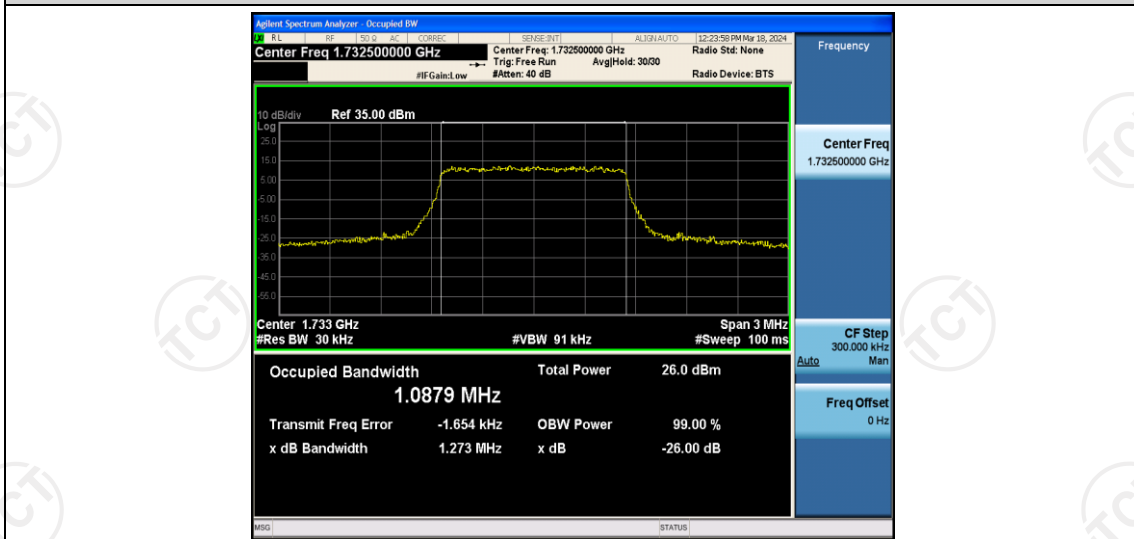 Agilent Spectrum Analyzer - Occupied BW
LXI RL RF 50 Ω AC CORREC SENSE:INT ALIGN AUTO 12:23:58 PM Mar 18, 2024
Center Freq 1.732500000 GHz
Center Freq: 1.732500000 GHz
Radio Std: None
Trig: Free Run Avg|Hold: 30/30
#IFGain:Low #Atten: 40 dB Radio Device: BTS
Frequency
10 dB/div Ref 35.00 dBm
Log
25.0
15.0
5.00
-5.00
-15.0
-25.0
-35.0
-45.0
-55.0
Center Freq
1.732500000 GHz
Center 1.733 GHz Span 3 MHz
#Res BW 30 kHz #VBW 91 kHz #Sweep 100 ms
CF Step
300.000 kHz
Auto Man
Occupied Bandwidth Total Power 26.0 dBm
1.0879 MHz
Transmit Freq Error -1.654 kHz OBW Power 99.00 %
x dB Bandwidth 1.273 MHz x dB -26.00 dB
Freq Offset
0 Hz
MSG STATUS
TCT
TCT
TCT
TCT
TCT
TCT